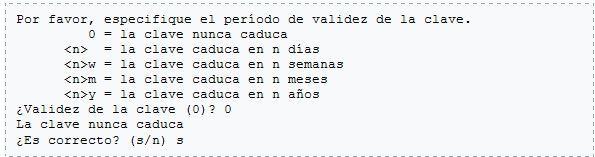 Por favor, especifique el período de validez de la clave.
0 = la clave nunca caduca
<n> = la clave caduca en n días
<n>w = la clave caduca en n semanas
<n>m = la clave caduca en n meses
<n>y = la clave caduca en n años
¿Validez de la clave (0)? 0
La clave nunca caduca
¿Es correcto? (s/n) s